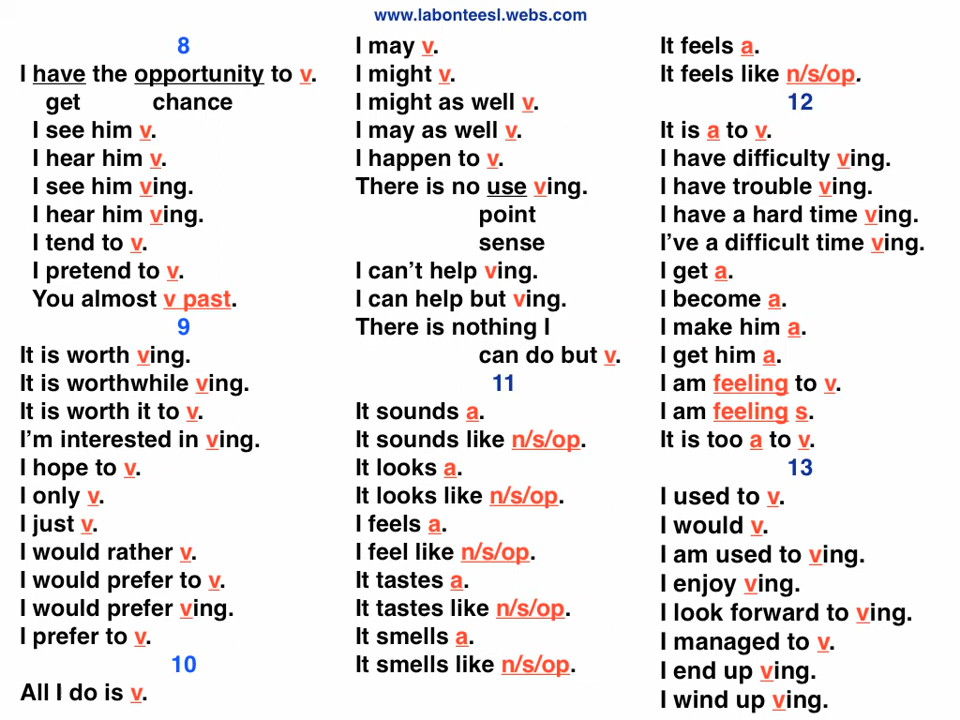 www.labonteesl.webs.com
8
I have the opportunity to v.
get chance
I see him v.
I hear him v.
I see him ving.
I hear him ving.
I tend to v.
I pretend to v.
You almost v past.
9
It is worth ving.
It is worthwhile ving.
It is worth it to v.
I'm interested in ving.
I hope to v.
I only v.
I just v.
I would rather v.
I would prefer to v.
I would prefer ving.
I prefer to v.
10
All I do is v.
I may v.
I might v.
I might as well v.
I may as well v.
I happen to v.
There is no use ving.
point
sense
I can't help ving.
I can help but ving.
There is nothing I
can do but v.
11
It sounds a.
It sounds like n/s/op.
It looks a.
It looks like n/s/op.
I feels a.
I feel like n/s/op.
It tastes a.
It tastes like n/s/op.
It smells a.
It smells like n/s/op.
It feels a.
It feels like n/s/op.
12
It is a to v.
I have difficulty ving.
I have trouble ving.
I have a hard time ving.
I've a difficult time ving.
I get a.
I become a.
I make him a.
I get him a.
I am feeling to v.
I am feeling s.
It is too a to v.
13
I used to v.
I would v.
I am used to ving.
I enjoy ving.
I look forward to ving.
I managed to v.
I end up ving.
I wind up ving.